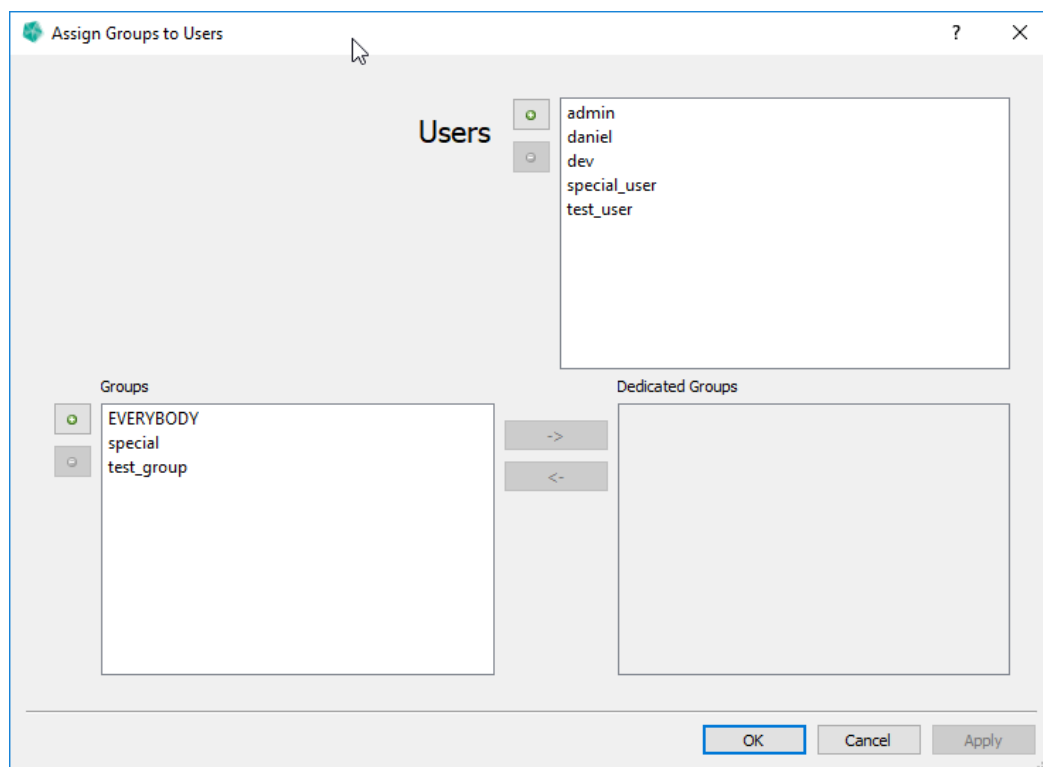 Assign Groups to Users
?
Users
admin
daniel
dev
special_user
test_user
Groups
Dedicated Groups
EVERYBODY
special
test_group
->
<-
OK
Cancel
Apply